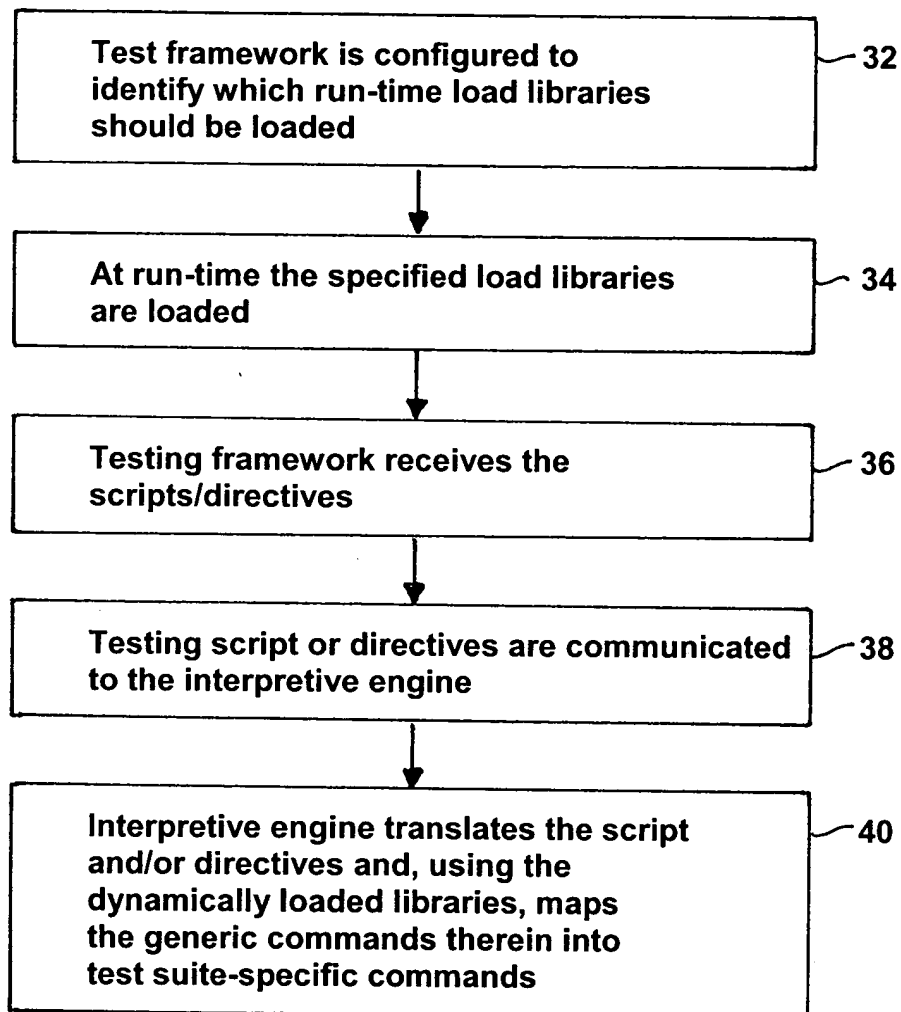 Test framework is configured to
identify which run-time load libraries
should be loaded
32
At run-time the specified load libraries
are loaded
34
Testing framework receives the
scripts/directives
36
Testing script or directives are communicated
to the interpretive engine
38
Interpretive engine translates the script
and/or directives and, using the
dynamically loaded libraries, maps
the generic commands therein into
test suite-specific commands
40